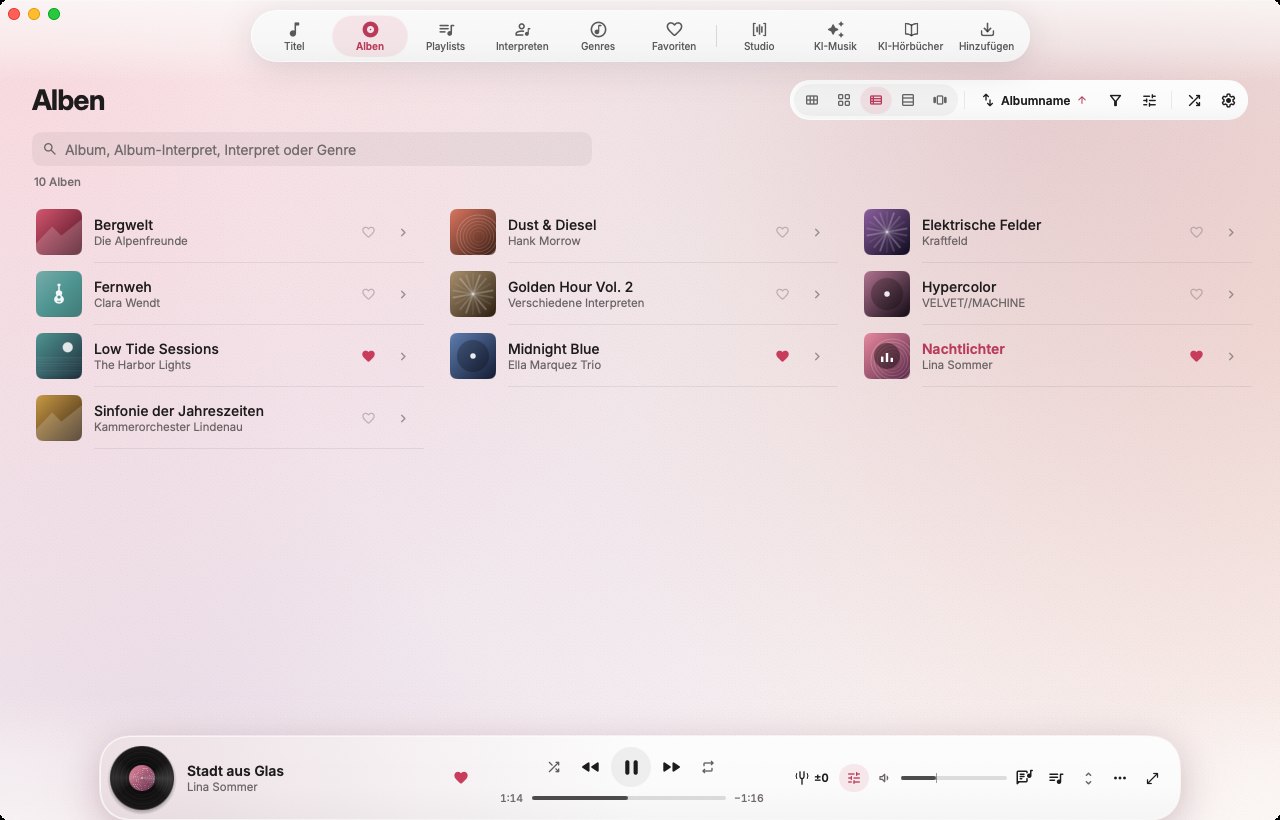 Titel
Alben
Playlists
Interpreten
Genres
Favoriten
Studio
KI-Musik
KI-Hörbücher
Hinzufügen
Alben
Albumname
Album, Album-Interpret, Interpret oder Genre
10 Alben
Bergwelt
Die Alpenfreunde
Dust & Diesel
Hank Morrow
Elektrische Felder
Kraftfeld
Fernweh
Clara Wendt
Golden Hour Vol. 2
Verschiedene Interpreten
Hypercolor
VELVET//MACHINE
Low Tide Sessions
The Harbor Lights
Midnight Blue
Ella Marquez Trio
Nachtlichter
Lina Sommer
Sinfonie der Jahreszeiten
Kammerorchester Lindenau
Stadt aus Glas
Lina Sommer
1:14
−1:16
±0